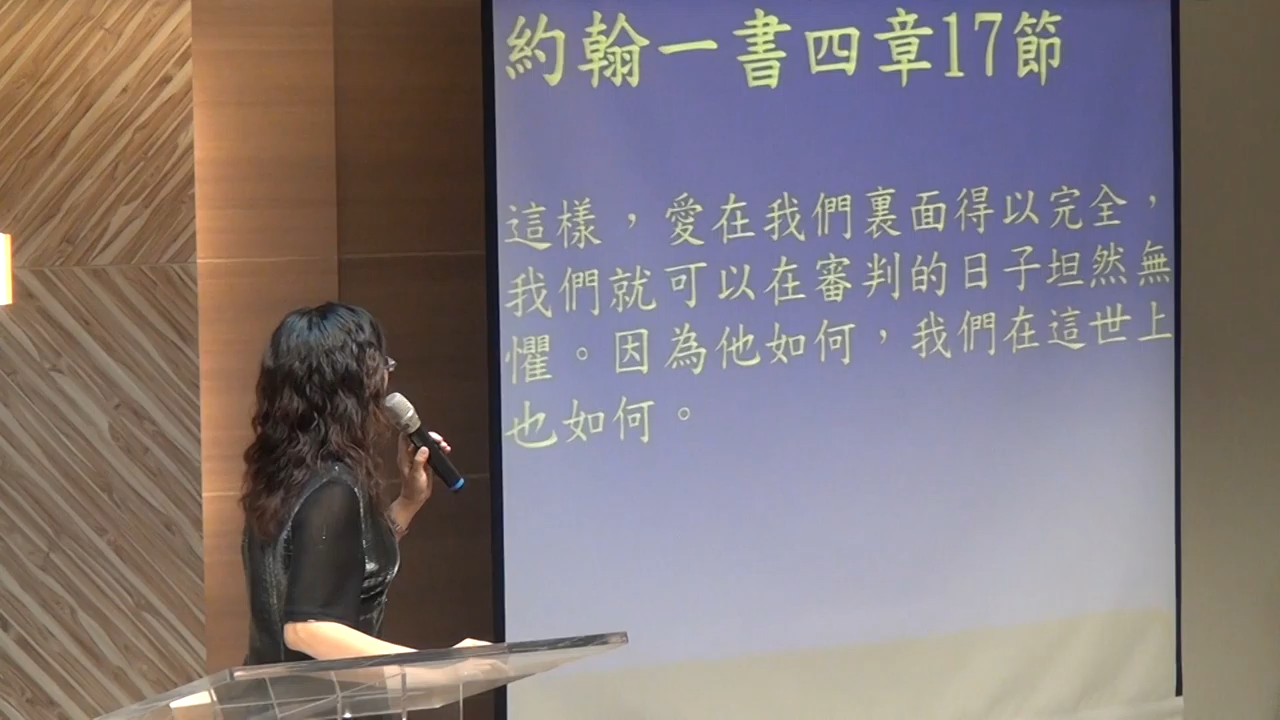 約翰一書四章17節
這樣，愛在我們裏面得以完全，
我們就可以在審判的日子坦然無
懼。因為他如何，我們在這世上
也如何。